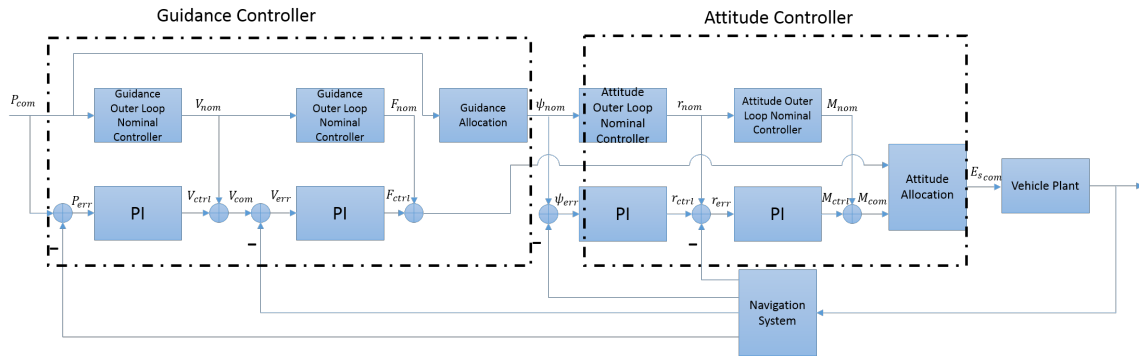 Guidance Controller
Attitude Controller
P_com
Guidance
Outer Loop
Nominal
Controller
V_nom
Guidance
Outer Loop
Nominal
Controller
F_nom
Guidance
Allocation
ψ_nom
Attitude
Outer Loop
Nominal
Controller
r_nom
Attitude Outer
Loop Nominal
Controller
M_nom
P_err
PI
V_ctrl
V_com
V_err
PI
F_ctrl
ψ_err
PI
r_ctrl
r_err
PI
M_ctrl
M_com
Attitude
Allocation
E_s_com
Vehicle Plant
-
-
-
-
Navigation
System